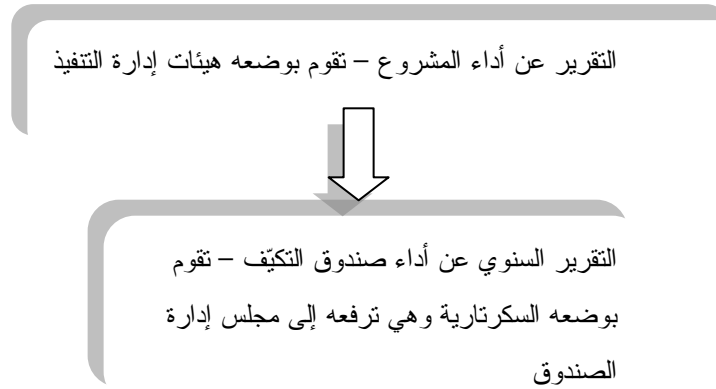 التقرير عن أداء المشروع – تقوم بوضعه هيئات إدارة التنفيذ
التقرير السنوي عن أداء صندوق التكيّف – تقوم
بوضعه السكرتارية وهي ترفعه إلى مجلس إدارة
الصندوق